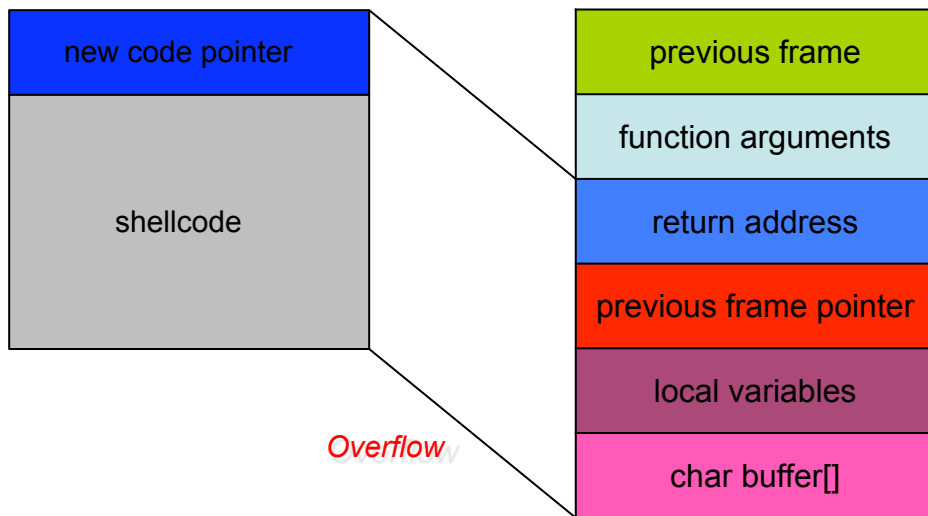 new code pointer
shellcode
Overflow
previous frame
function arguments
return address
previous frame pointer
local variables
char buffer[]